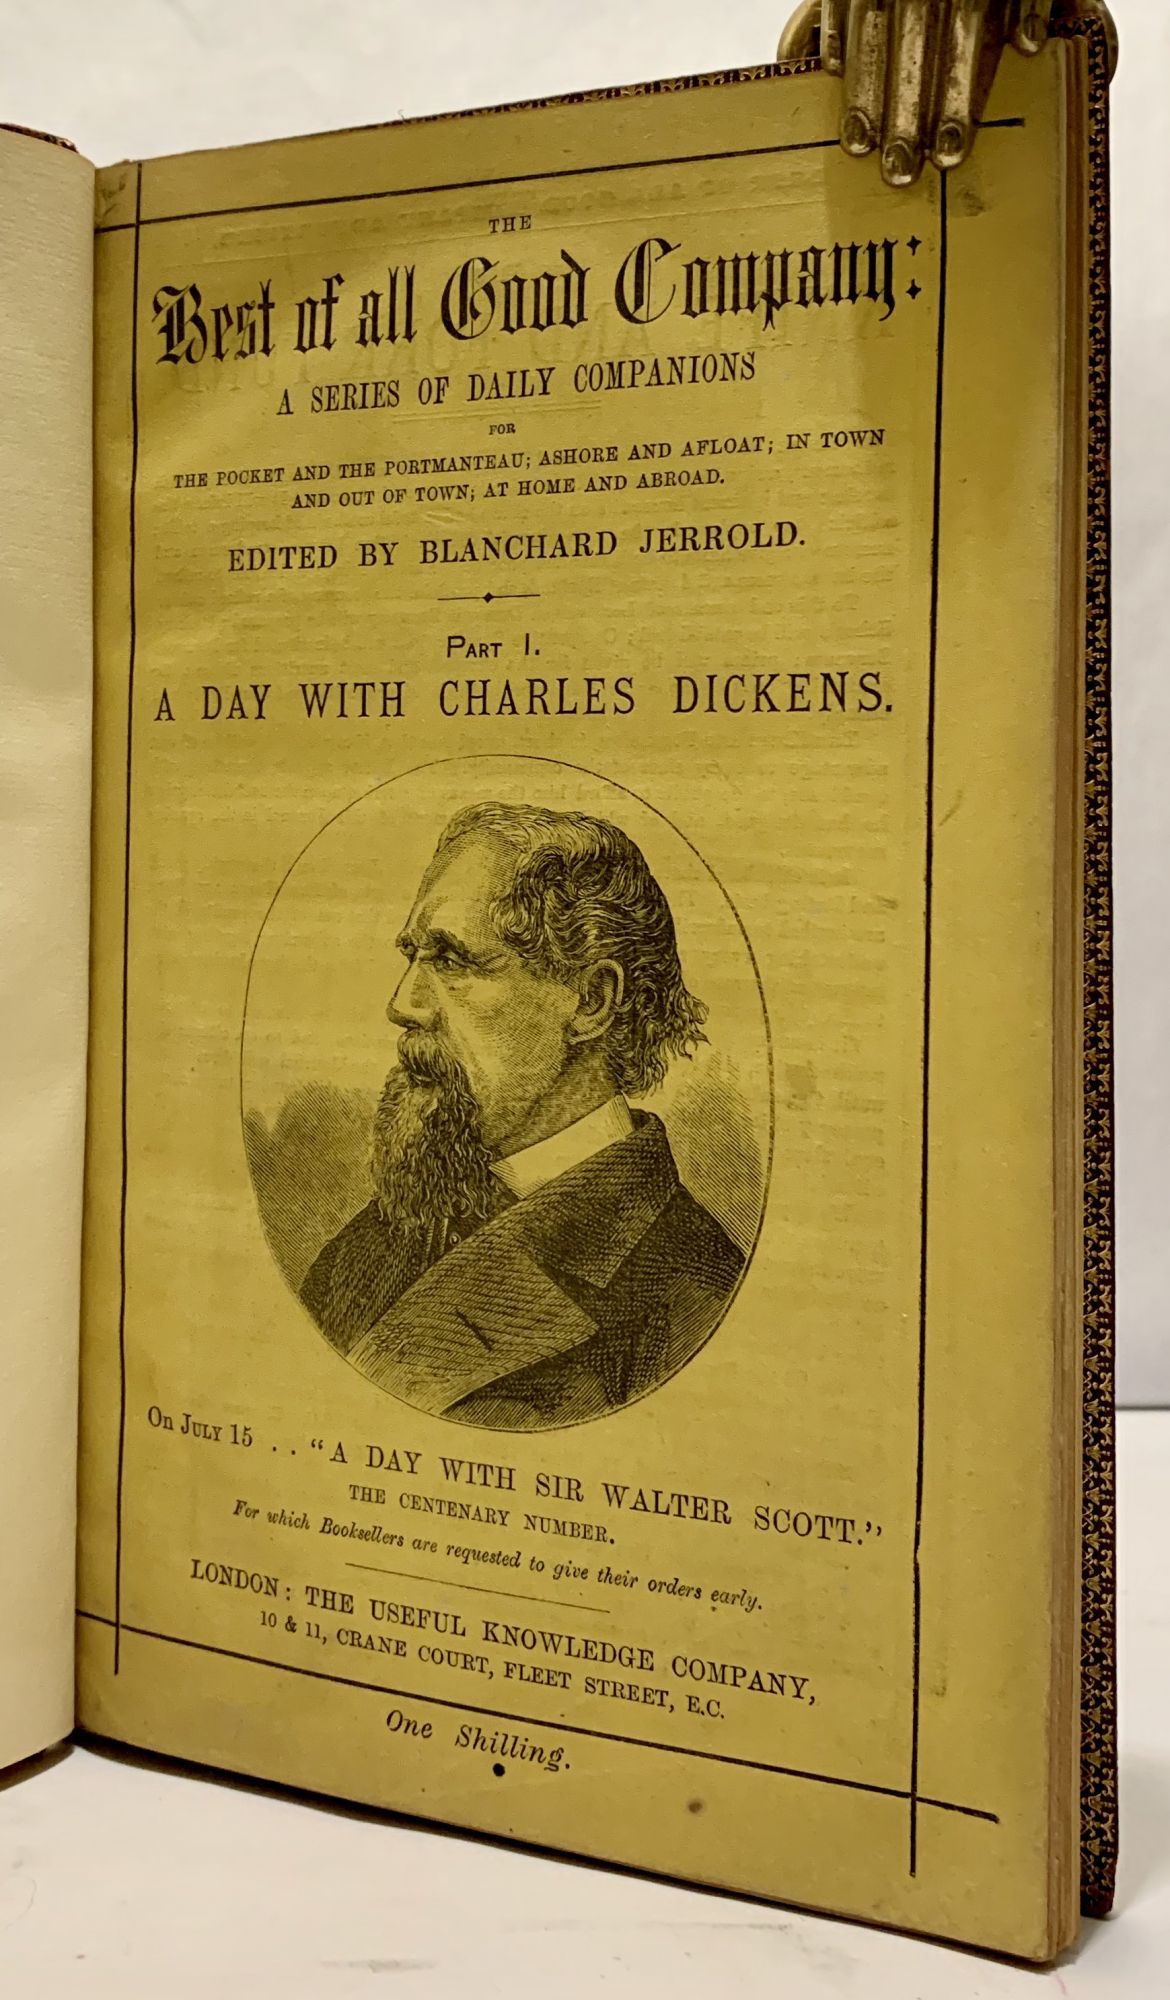 THE
Best of all Good Company:
A SERIES OF DAILY COMPANIONS
FOR
THE POCKET AND THE PORTMANTEAU; ASHORE AND AFLOAT; IN TOWN
AND OUT OF TOWN; AT HOME AND ABROAD.
EDITED BY BLANCHARD JERROLD.
PART I.
A DAY WITH CHARLES DICKENS.
On JULY 15 . . "A DAY WITH SIR WALTER SCOTT."
THE CENTENARY NUMBER.
For which Booksellers are requested to give their orders early.
LONDON: THE USEFUL KNOWLEDGE COMPANY,
10 & 11, CRANE COURT, FLEET STREET, E.C.
One Shilling.